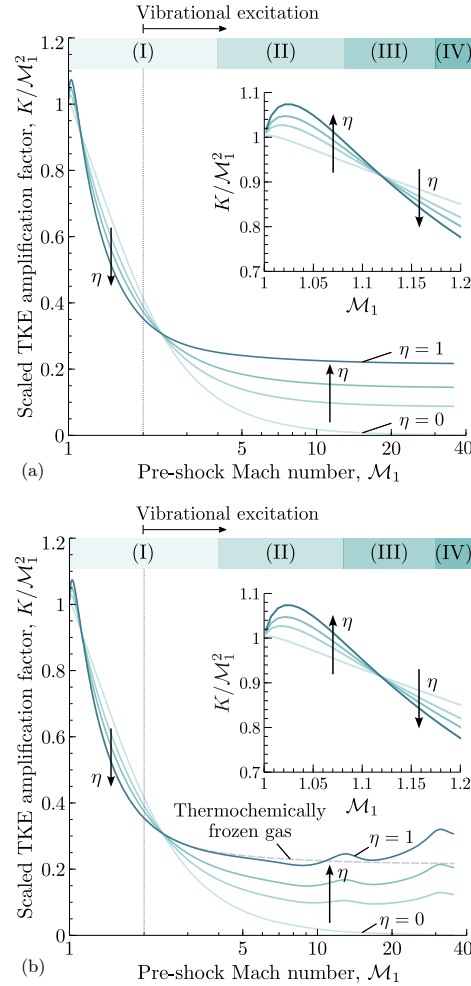 Vibrational excitation
(I) (II) (III) (IV)
Scaled TKE amplification factor, K/ℳ₁²
1.2
1
0.8
0.6
0.4
0.2
0
η
K/ℳ₁²
1.1
1
0.9
0.8
0.7
η
η
1 1.05 1.1 1.15 1.2
ℳ₁
η = 1
η
η = 0
1 5 10 20 40
(a) Pre-shock Mach number, ℳ₁
Vibrational excitation
(I) (II) (III) (IV)
Scaled TKE amplification factor, K/ℳ₁²
1.2
1
0.8
0.6
0.4
0.2
0
η
K/ℳ₁²
1.1
1
0.9
0.8
0.7
η
η
1 1.05 1.1 1.15 1.2
ℳ₁
Thermochemically
frozen gas
η = 1
η
η = 0
1 5 10 20 40
(b) Pre-shock Mach number, ℳ₁